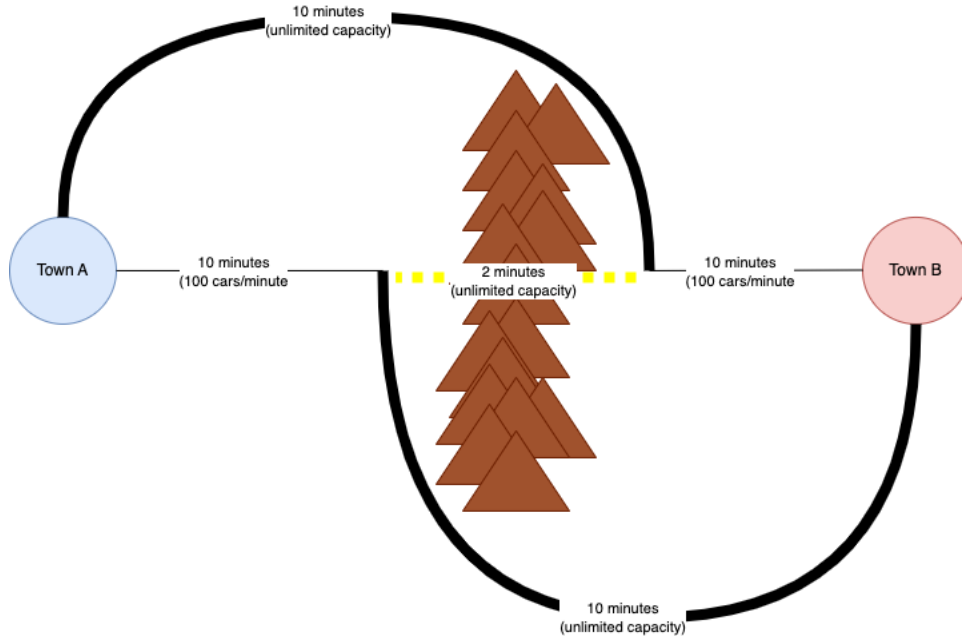 10 minutes
(unlimited capacity)
Town A
10 minutes
(100 cars/minute
2 minutes
(unlimited capacity)
10 minutes
(100 cars/minute
Town B
10 minutes
(unlimited capacity)